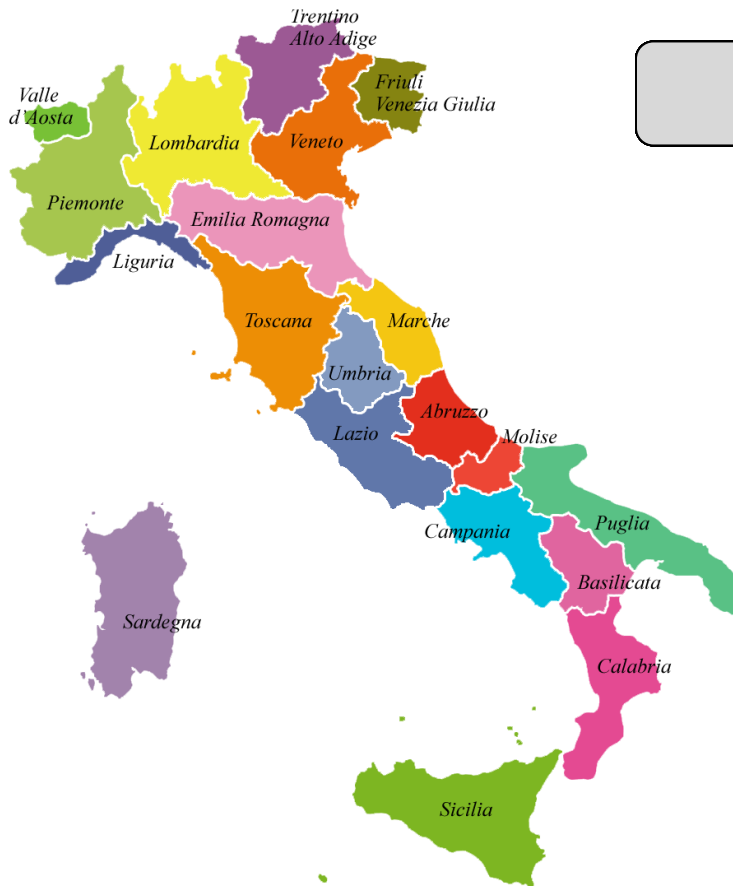 Trentino
Alto Adige
Friuli
Venezia Giulia
Valle
d'Aosta
Lombardia
Veneto
Piemonte
Emilia Romagna
Liguria
Toscana
Marche
Umbria
Abruzzo
Lazio
Molise
Campania
Puglia
Basilicata
Sardegna
Calabria
Sicilia